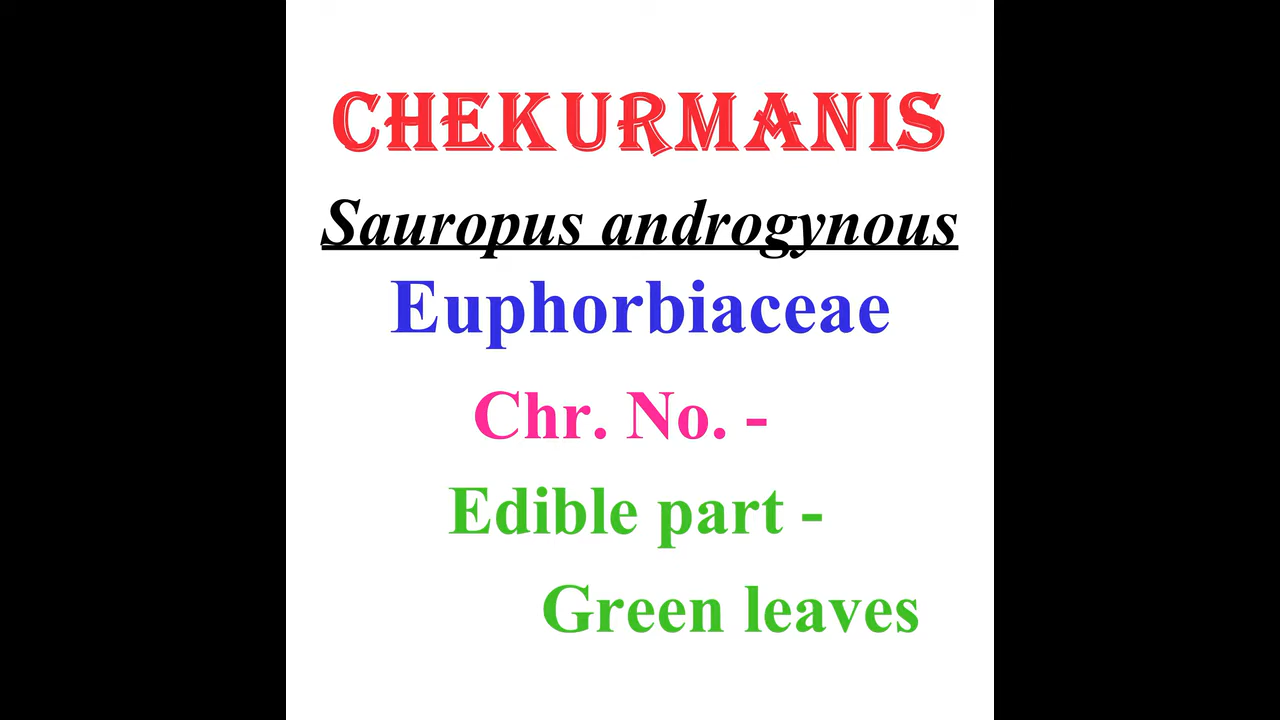 CHEKURMANIS
Sauropus androgynous
Euphorbiaceae
Chr. No. -
Edible part -
Green leaves